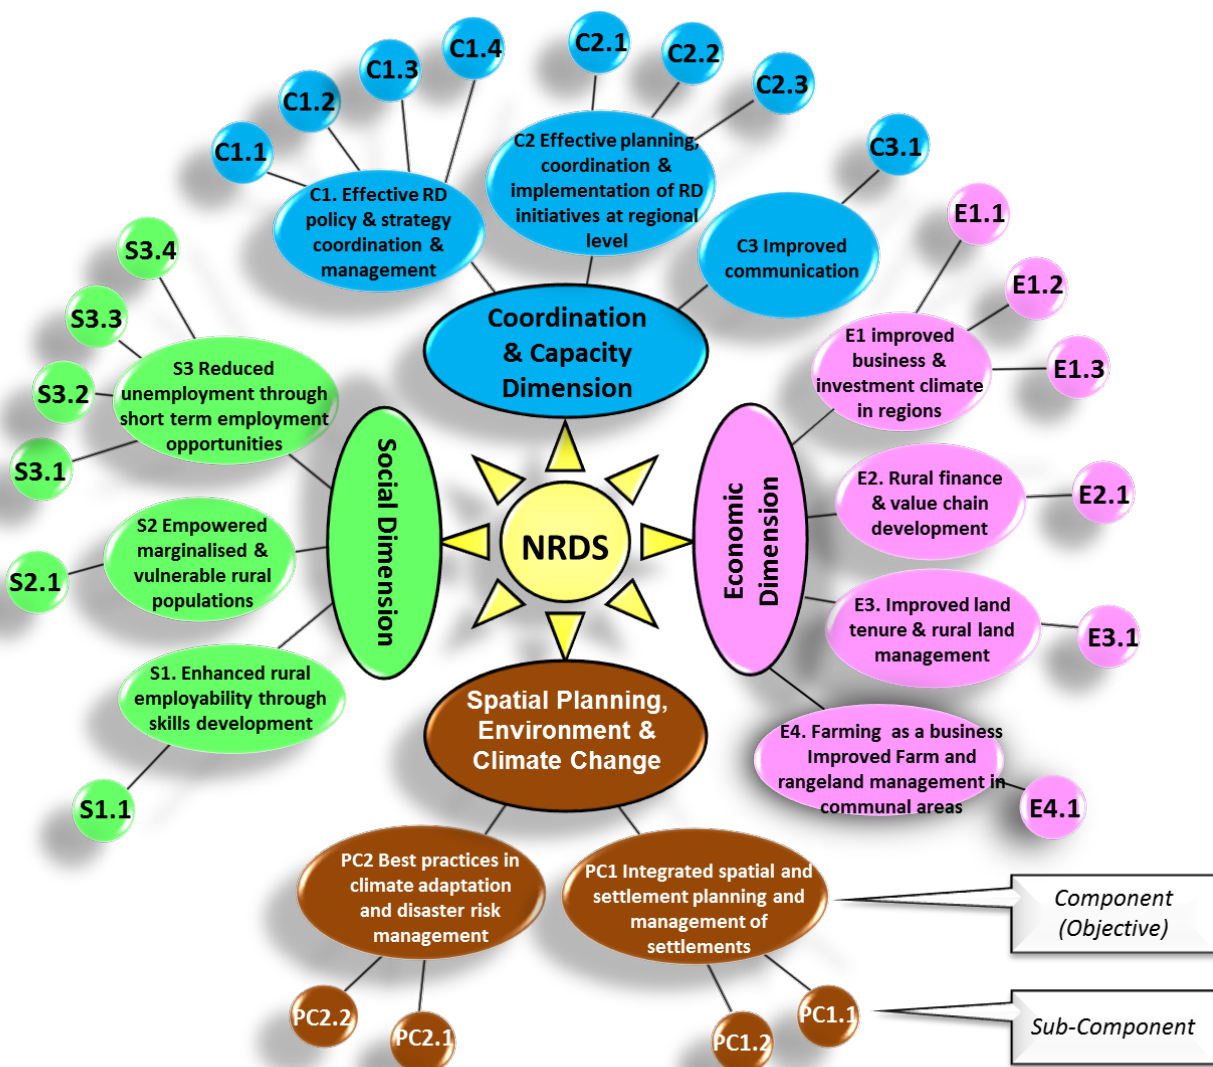 C1.1
C1.2
C1.3
C1.4
C2.1
C2.2
C2.3
C3.1
C1. Effective RD
policy & strategy
coordination &
management
C2 Effective planning,
coordination &
implementation of RD
initiatives at regional
level
C3 Improved
communication
Coordination
& Capacity
Dimension
E1.1
E1.2
E1.3
E1 improved
business &
investment climate
in regions
E2. Rural finance
& value chain
development
E2.1
E3. Improved land
tenure & rural land
management
E3.1
E4. Farming as a business
Improved Farm and
rangeland management in
communal areas
E4.1
Economic
Dimension
NRDS
Social Dimension
S3.4
S3.3
S3.2
S3.1
S3 Reduced
unemployment through
short term employment
opportunities
S2 Empowered
marginalised &
vulnerable rural
populations
S2.1
S1. Enhanced rural
employability through
skills development
S1.1
Spatial Planning,
Environment &
Climate Change
PC2 Best practices in
climate adaptation
and disaster risk
management
PC1 Integrated spatial and
settlement planning and
management of
settlements
PC2.2
PC2.1
PC1.2
PC1.1
Component
(Objective)
Sub-Component